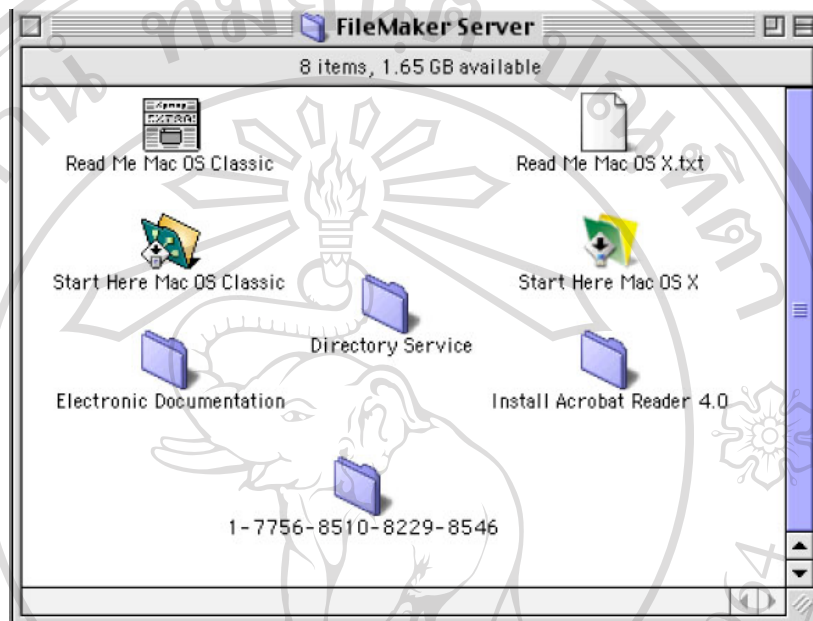 FileMaker Server
8 items, 1.65 GB available
Read Me Mac OS Classic
Read Me Mac OS X.txt
Start Here Mac OS Classic
Start Here Mac OS X
Directory Service
Electronic Documentation
Install Acrobat Reader 4.0
1-7756-8510-8229-8546